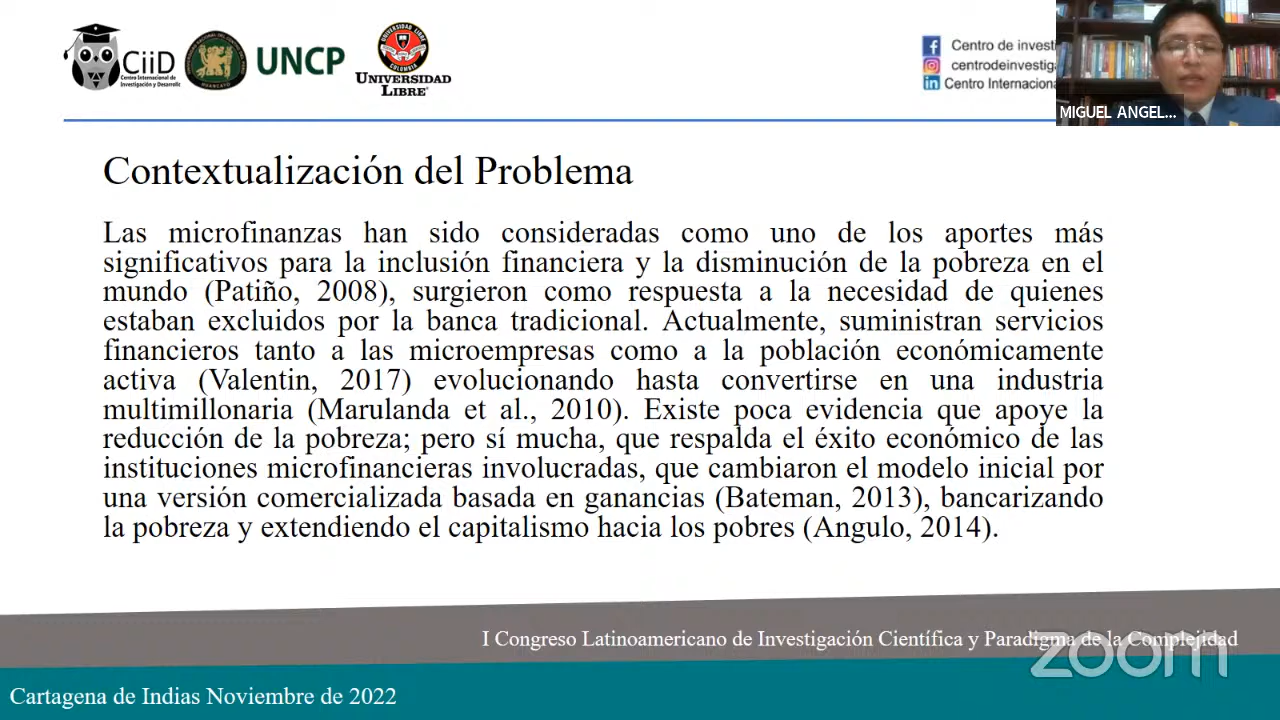 CiiD
Centro Internacional de
Investigación y Desarrollo
UNCP
UNIVERSIDAD LIBRE
COLOMBIA
UNIVERSIDAD
LIBRE
Centro de investi
centrodeinvestiga
Centro Internaciona
MIGUEL ANGEL...
Contextualización del Problema
Las microfinanzas han sido consideradas como uno de los aportes más
significativos para la inclusión financiera y la disminución de la pobreza en el
mundo (Patiño, 2008), surgieron como respuesta a la necesidad de quienes
estaban excluidos por la banca tradicional. Actualmente, suministran servicios
financieros tanto a las microempresas como a la población económicamente
activa (Valentin, 2017) evolucionando hasta convertirse en una industria
multimillonaria (Marulanda et al., 2010). Existe poca evidencia que apoye la
reducción de la pobreza; pero sí mucha, que respalda el éxito económico de las
instituciones microfinancieras involucradas, que cambiaron el modelo inicial por
una versión comercializada basada en ganancias (Bateman, 2013), bancarizando
la pobreza y extendiendo el capitalismo hacia los pobres (Angulo, 2014).
I Congreso Latinoamericano de Investigación Científica y Paradigma de la Complejidad
zoom
Cartagena de Indias Noviembre de 2022